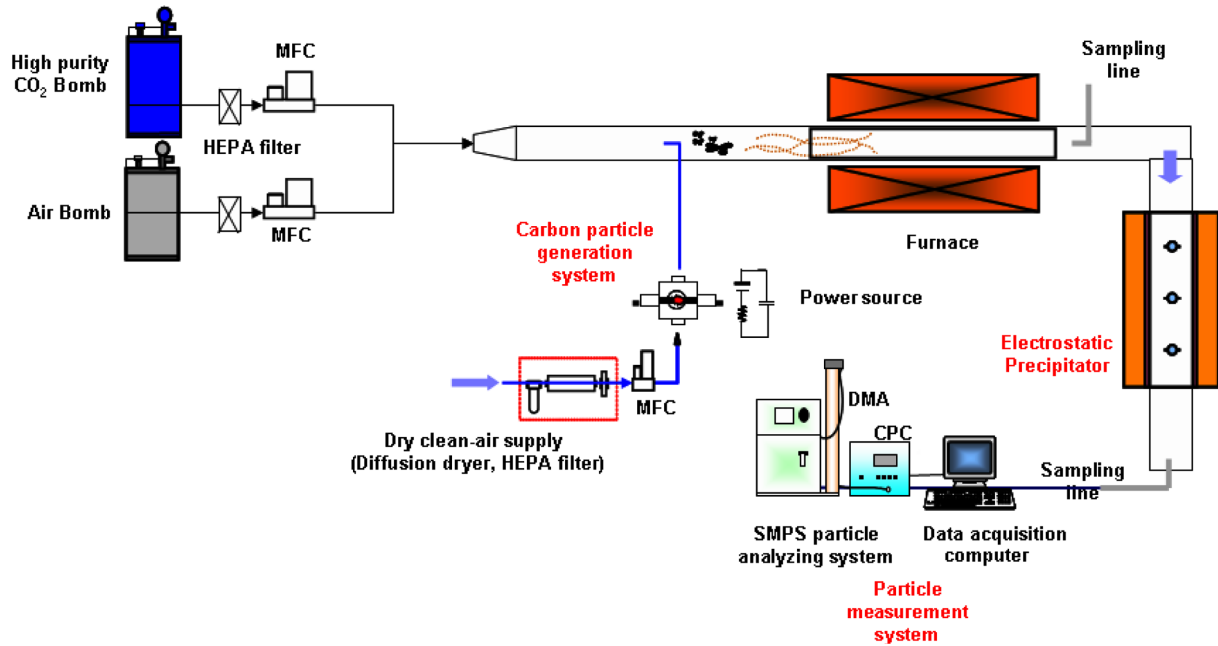 High purity
CO₂ Bomb
MFC
HEPA filter
Air Bomb
MFC
Sampling
line
Furnace
Carbon particle
generation
system
Power source
Electrostatic
Precipitator
MFC
Dry clean-air supply
(Diffusion dryer, HEPA filter)
DMA
CPC
Sampling
line
SMPS particle
analyzing system
Data acquisition
computer
Particle
measurement
system